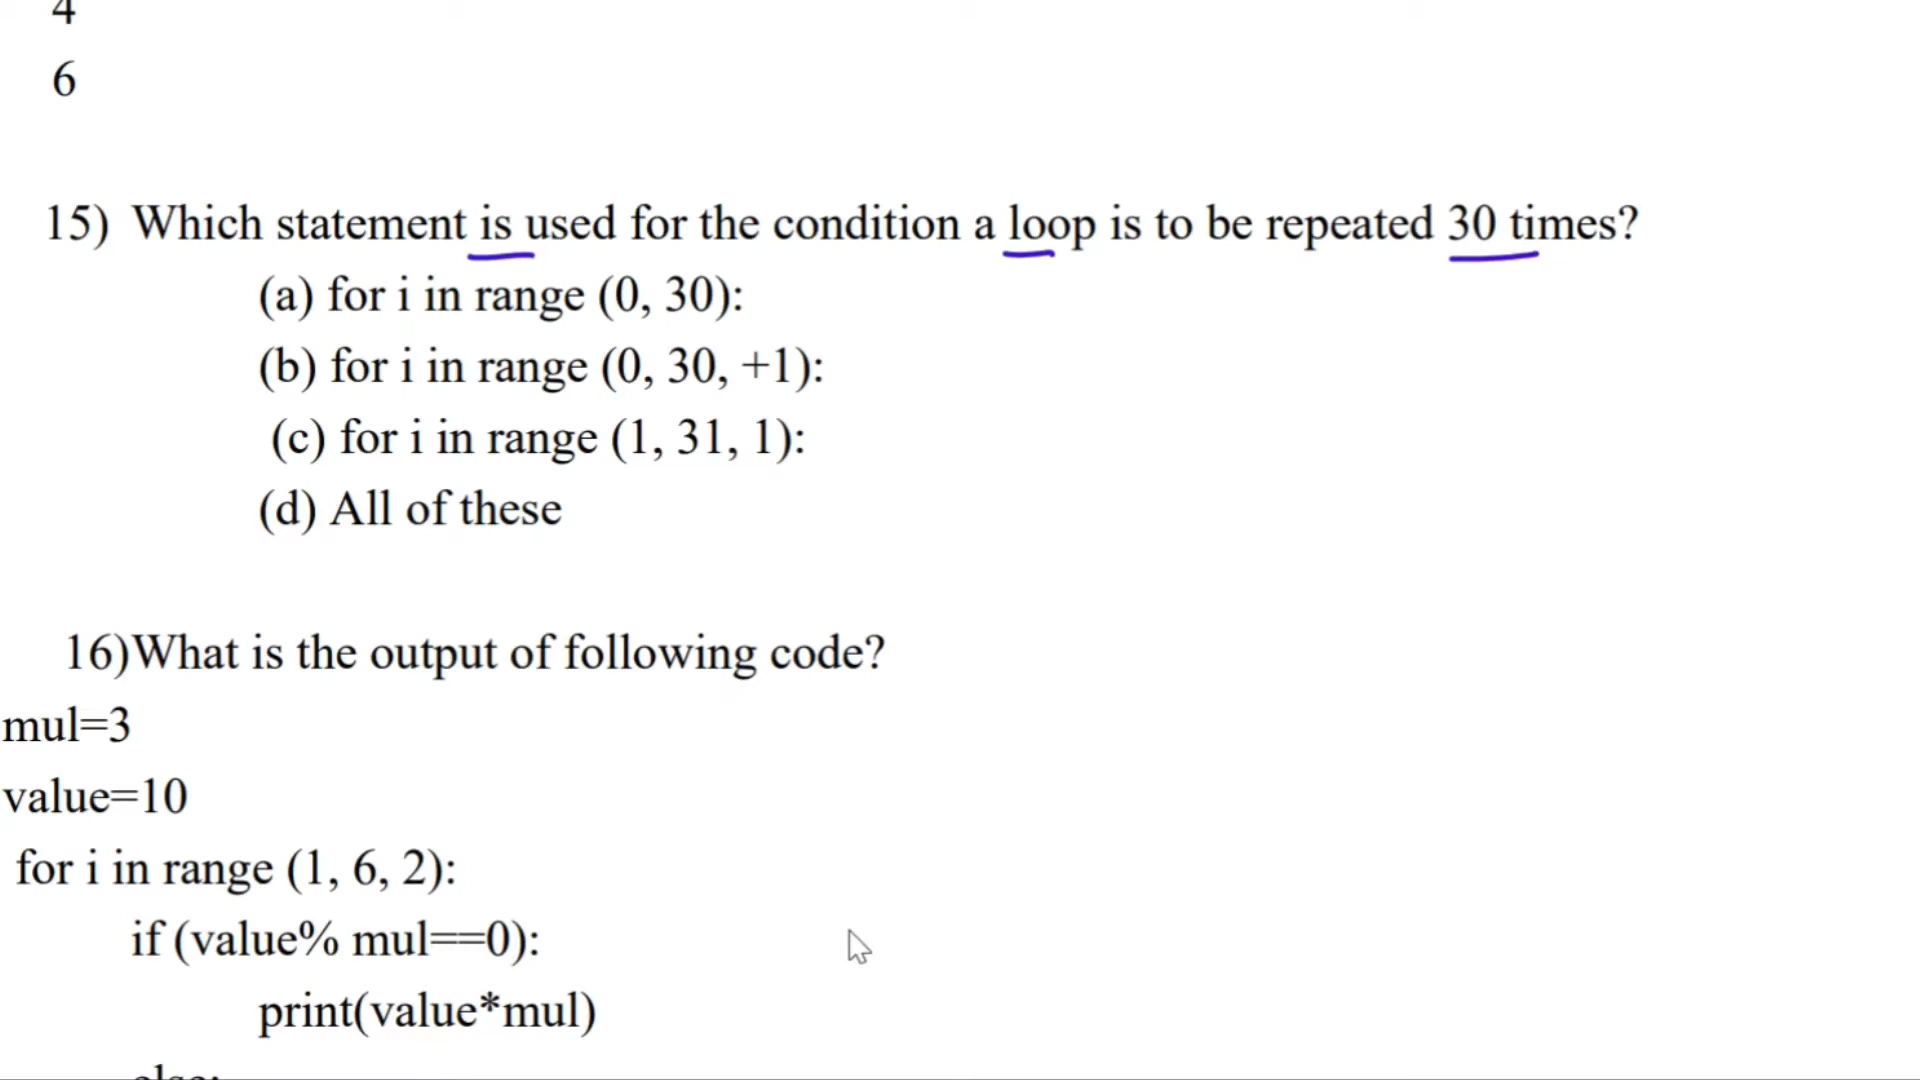 4
6
15) Which statement is used for the condition a loop is to be repeated 30 times?
(a) for i in range (0, 30):
(b) for i in range (0, 30, +1):
(c) for i in range (1, 31, 1):
(d) All of these
16)What is the output of following code?
mul=3
value=10
for i in range (1, 6, 2):
if (value% mul==0):
print(value*mul)
else: